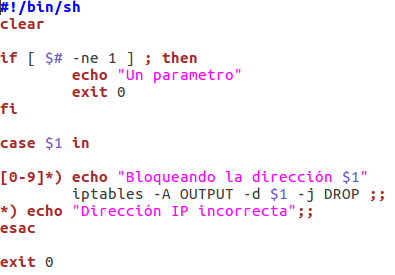 #!/bin/sh
clear
if [ $# -ne 1 ] ; then
echo "Un parametro"
exit 0
fi
case $1 in
[0-9]*) echo "Bloqueando la dirección $1"
iptables -A OUTPUT -d $1 -j DROP ;;
*) echo "Dirección IP incorrecta";;
esac
exit 0